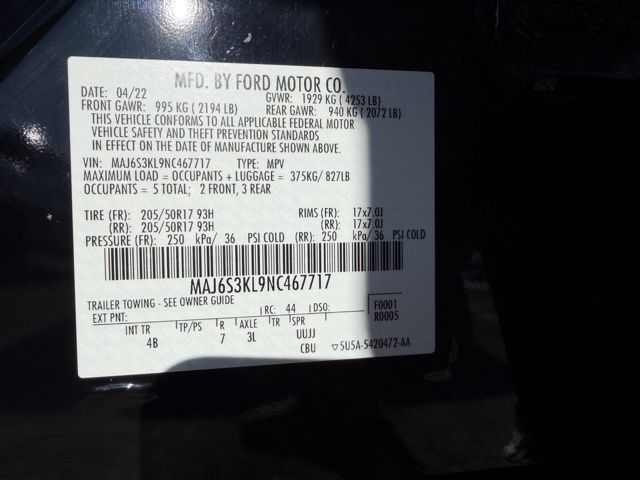 MFD. BY FORD MOTOR CO.
DATE: 04/22 GVWR: 1929 KG ( 4253 LB)
FRONT GAWR: 995 KG ( 2194 LB) REAR GAWR: 940 KG ( 2072 LB)
THIS VEHICLE CONFORMS TO ALL APPLICABLE FEDERAL MOTOR
VEHICLE SAFETY AND THEFT PREVENTION STANDARDS
IN EFFECT ON THE DATE OF MANUFACTURE SHOWN ABOVE.
VIN: MAJ6S3KL9NC467717 TYPE: MPV
MAXIMUM LOAD = OCCUPANTS + LUGGAGE = 375KG/ 827LB
OCCUPANTS = 5 TOTAL; 2 FRONT, 3 REAR
TIRE (FR): 205/50R17 93H RIMS (FR): 17x7.0J
(RR): 205/50R17 93H (RR): 17x7.0J
PRESSURE (FR): 250 kPa/ 36 PSI COLD (RR): 250 kPa/ 36 PSI COLD
MAJ6S3KL9NC467717
TRAILER TOWING - SEE OWNER GUIDE
EXT PNT: RC: 44 DSO: F0001
R0005
INT TR TP/PS R AXLE TR SPR
4B 7 3L UUJJ
CBU ▽5U5A-5420472-AA